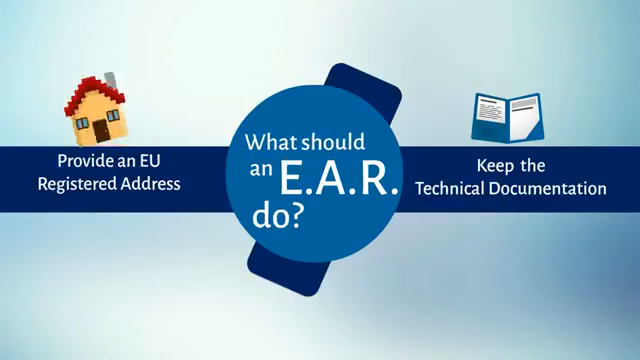 Provide an EU
Registered Address
What should
an E.A.R.
do?
Keep the
Technical Documentation